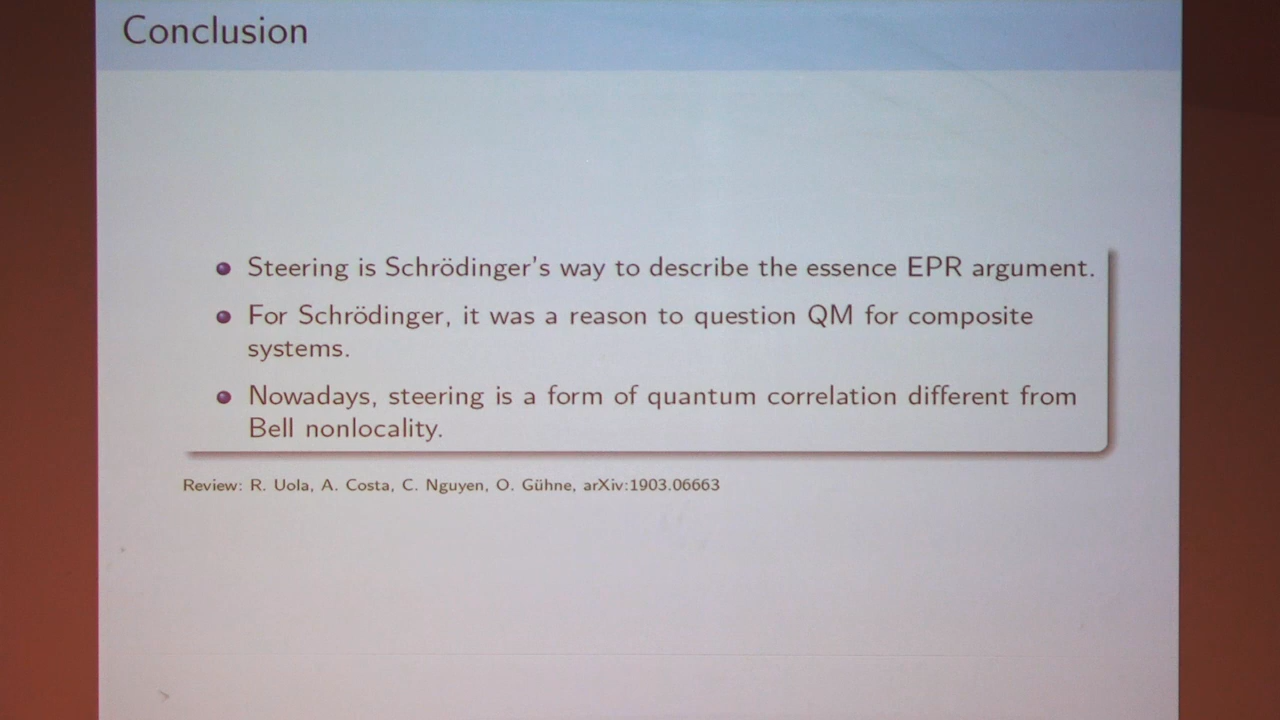 Conclusion
Steering is Schrödinger's way to describe the essence EPR argument.
For Schrödinger, it was a reason to question QM for composite
systems.
Nowadays, steering is a form of quantum correlation different from
Bell nonlocality.
Review: R. Uola, A. Costa, C. Nguyen, O. Gühne, arXiv:1903.06663